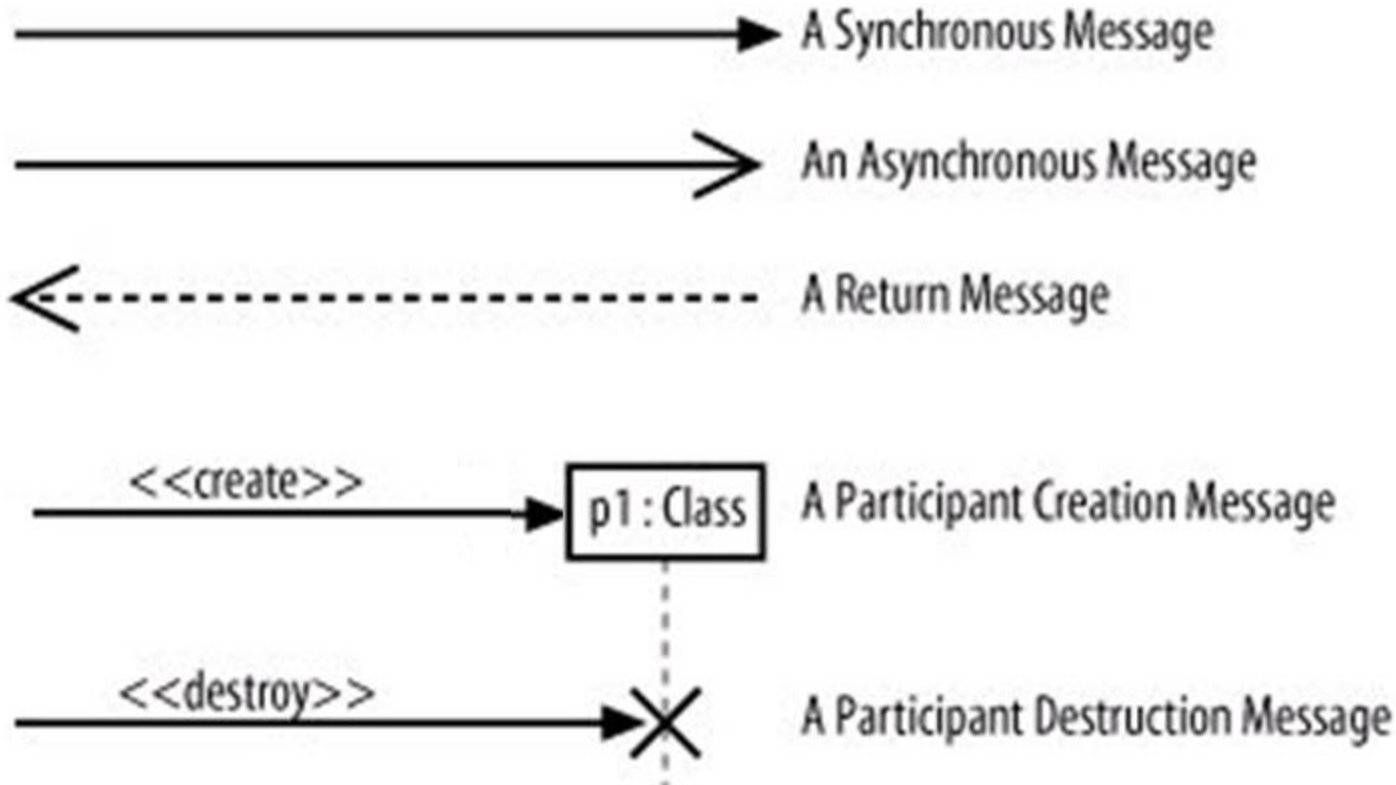 A Synchronous Message
An Asynchronous Message
A Return Message
<<create>>
p1 : Class
A Participant Creation Message
<<destroy>>
A Participant Destruction Message